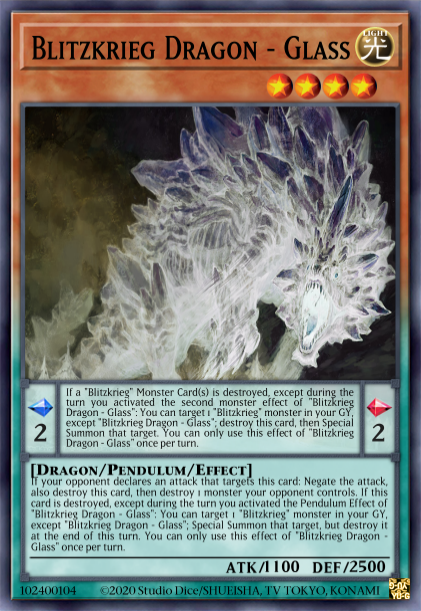 Blitzkrieg Dragon - Glass
LIGHT
光
If a "Blitzkrieg" Monster Card(s) is destroyed, except during the
turn you activated the second monster effect of "Blitzkrieg
Dragon - Glass": You can target 1 "Blitzkrieg" monster in your GY,
except "Blitzkrieg Dragon - Glass"; destroy this card, then Special
Summon that target. You can only use this effect of "Blitzkrieg
Dragon - Glass" once per turn.
2
2
[Dragon/Pendulum/Effect]
If your opponent declares an attack that targets this card: Negate the attack,
also destroy this card, then destroy 1 monster your opponent controls. If this
card is destroyed, except during the turn you activated the Pendulum Effect of
"Blitzkrieg Dragon - Glass": You can target 1 "Blitzkrieg" monster in your GY,
except "Blitzkrieg Dragon - Glass"; Special Summon that target, but destroy it
at the end of this turn. You can only use this effect of "Blitzkrieg Dragon -
Glass" once per turn.
ATK/1100 DEF/2500
102400104 ©2020 Studio Dice/SHUEISHA, TV TOKYO, KONAMI